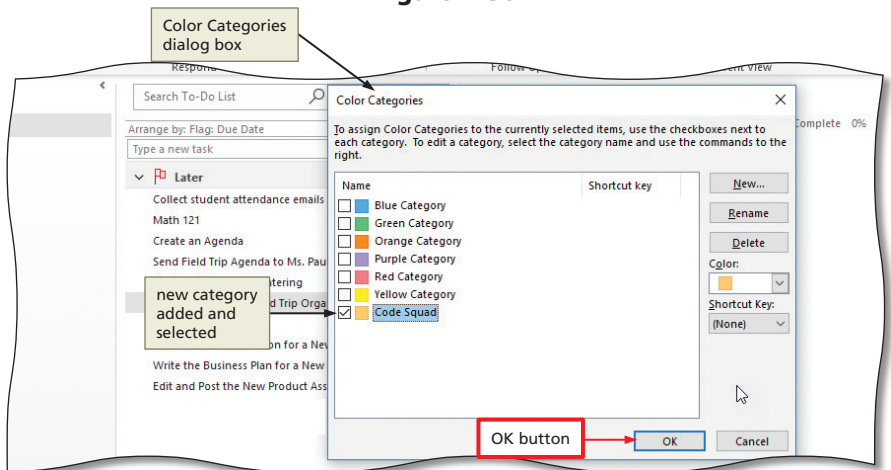 Color Categories
dialog box
Respon
Follow
ent View
Search To-Do List
Color Categories
Complete 0%
Arrange by: Flag: Due Date
Type a new task
To assign Color Categories to the currently selected items, use the checkboxes next to
each category. To edit a category, select the category name and use the commands to the
right.
Later
Collect student attendance emails
Math 121
Create an Agenda
Send Field Trip Agenda to Ms. Pau
tering
d Trip Orga
on for a Nev
Write the Business Plan for a New
Edit and Post the New Product Ass
new category
added and
selected
Name Shortcut key
Blue Category
Green Category
Orange Category
Purple Category
Red Category
Yellow Category
Code Squad
New...
Rename
Delete
Color:
Shortcut Key:
(None)
OK button
OK Cancel